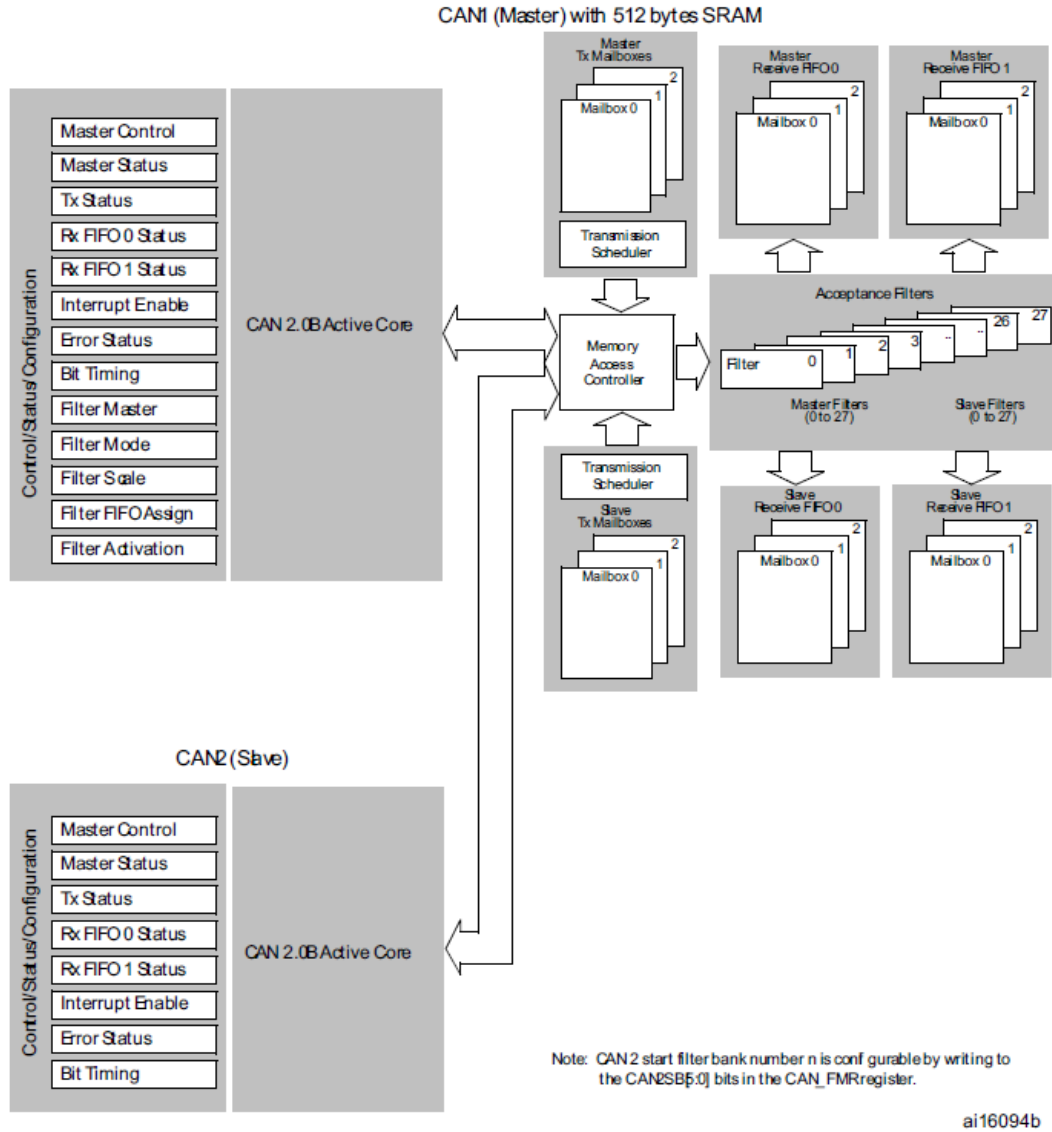 CAN1 (Master) with 512 bytes SRAM
Control/Status/Configuration
Master Control
Master Status
Tx Status
Rx FIFO 0 Status
Rx FIFO 1 Status
Interrupt Enable
Error Status
Bit Timing
Filter Master
Filter Mode
Filter Scale
Filter FIFO Assign
Filter Activation
CAN 2.0B Active Core
Master
Tx Mailboxes
2
1
Mailbox 0
Transmission
Scheduler
Master
Receive FIFO 0
2
1
Mailbox 0
Master
Receive FIFO 1
2
1
Mailbox 0
Memory
Access
Controller
Acceptance Filters
Filter 0 1 2 3 .. .. 26 27
Master Filters
(0 to 27)
Slave Filters
(0 to 27)
Transmission
Scheduler
Slave
Tx Mailboxes
2
1
Mailbox 0
Slave
Receive FIFO 0
2
1
Mailbox 0
Slave
Receive FIFO 1
2
1
Mailbox 0
CAN2 (Slave)
Control/Status/Configuration
Master Control
Master Status
Tx Status
Rx FIFO 0 Status
Rx FIFO 1 Status
Interrupt Enable
Error Status
Bit Timing
CAN 2.0B Active Core
Note: CAN 2 start filter bank number n is conf gurable by writing to
the CAN2SB[5:0] bits in the CAN_FMR register.
ai16094b